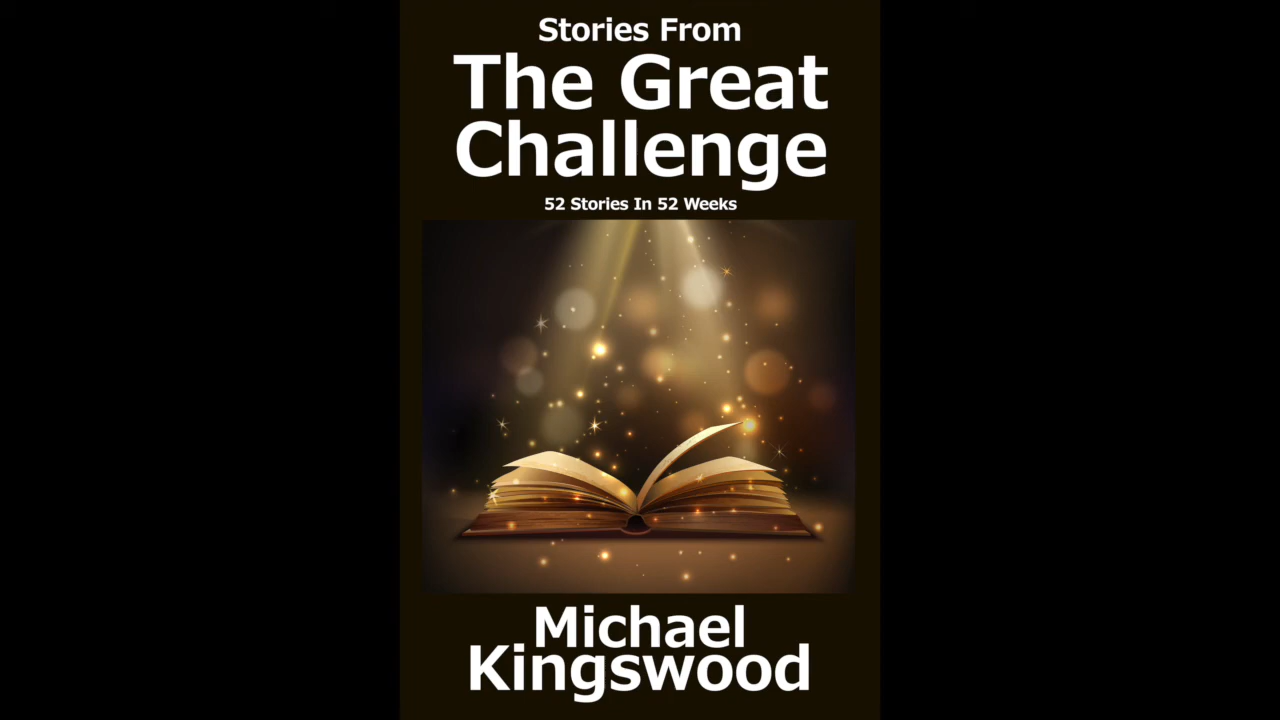 Stories From
The Great
Challenge
52 Stories In 52 Weeks
Michael
Kingswood